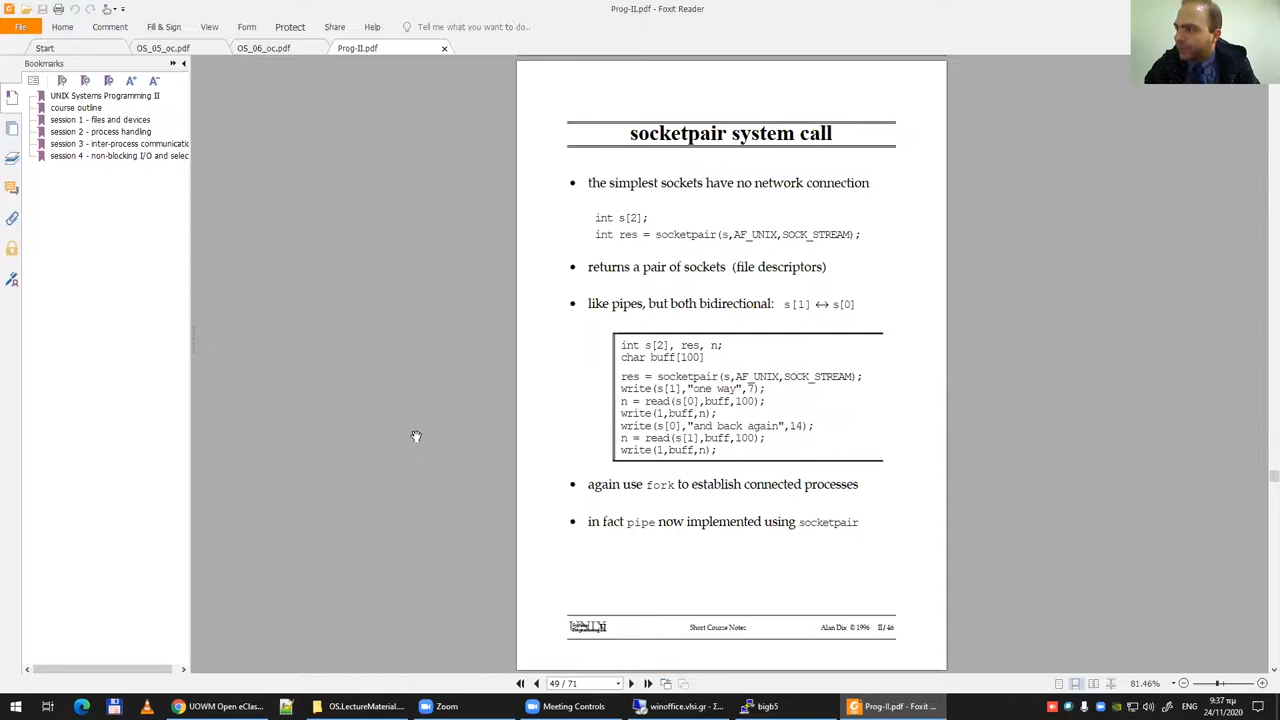 Prog-II.pdf - Foxit Reader
File Home Comment Fill & Sign View Form Protect Share Help Tell me what you want to do..
Start OS_05_oc.pdf OS_06_oc.pdf Prog-II.pdf
Bookmarks
UNIX Systems Programming II
course outline
session 1 - files and devices
session 2 - process handling
session 3 - inter-process communicatio
session 4 - non-blocking I/O and selec
socketpair system call
• the simplest sockets have no network connection
int s[2];
int res = socketpair(s,AF_UNIX,SOCK_STREAM);
• returns a pair of sockets (file descriptors)
• like pipes, but both bidirectional: s[1] ↔ s[0]
int s[2], res, n;
char buff[100]
res = socketpair(s,AF_UNIX,SOCK_STREAM);
write(s[1],"one way",7);
n = read(s[0],buff,100);
write(1,buff,n);
write(s[0],"and back again",14);
n = read(s[1],buff,100);
write(1,buff,n);
• again use fork to establish connected processes
• in fact pipe now implemented using socketpair
Short Course Notes Alan Dix © 1996 II/46
49 / 71 81.46%
UOWM Open eClas... OS.LectureMaterial.... Zoom Meeting Controls winoffice.vlsi.gr - Σ... bigb5 Prog-II.pdf - Foxit ... 9:37 πμ
24/11/2020